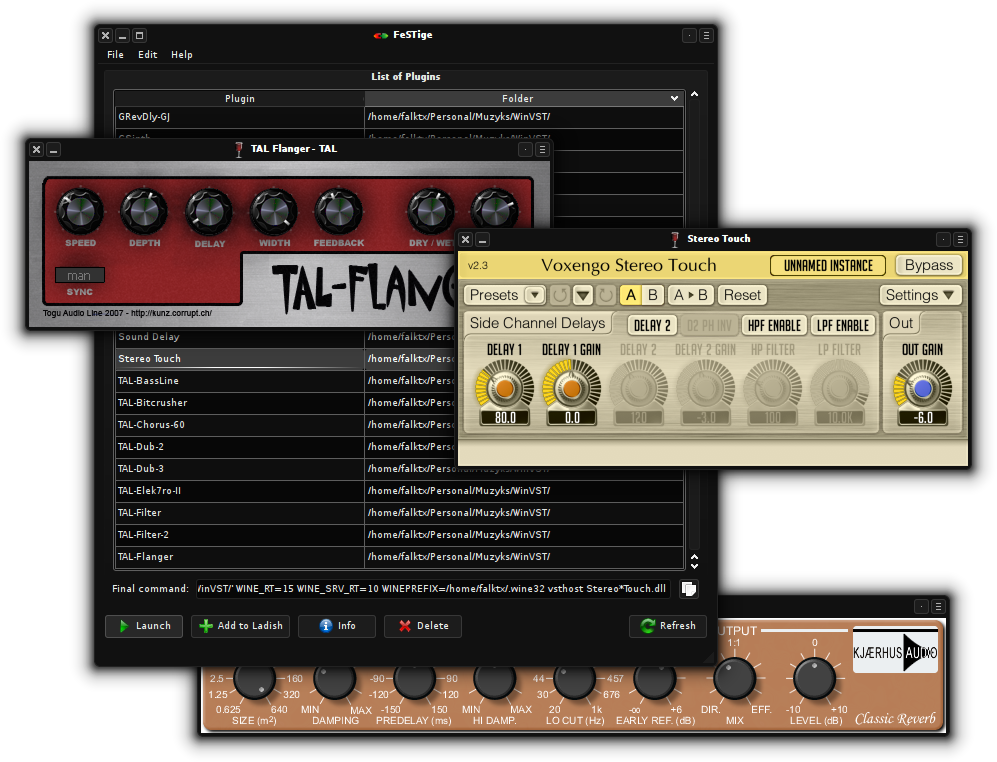 FeSTige
File Edit Help
List of Plugins
Plugin Folder
GRevDly-GJ /home/falktx/Personal/Muzyks/WinVST/
TAL Flanger - TAL
SPEED DEPTH DELAY WIDTH FEEDBACK DRY / WET
man
SYNC
TAL-FLANG
Togu Audio Line 2007 - http://kunz.corrupt.ch/
Stereo Touch
v2.3 Voxengo Stereo Touch UNNAMED INSTANCE Bypass
Presets A B A B Reset Settings
Side Channel Delays DELAY 2 D2 PH INV HPF ENABLE LPF ENABLE Out
DELAY 1 DELAY 1 GAIN DELAY 2 DELAY 2 GAIN HP FILTER LP FILTER OUT GAIN
80.0 0.0 120 -3.0 100 10.0K -6.0
Sound Delay /home/falktx/Perso
Stereo Touch /home/falktx/Perso
TAL-BassLine /home/falktx/Perso
TAL-Bitcrusher /home/falktx/Perso
TAL-Chorus-60 /home/falktx/Perso
TAL-Dub-2 /home/falktx/Perso
TAL-Dub-3 /home/falktx/Personal/Muzyks/WinVST/
TAL-Elek7ro-II /home/falktx/Personal/Muzyks/WinVST/
TAL-Filter /home/falktx/Personal/Muzyks/WinVST/
TAL-Filter-2 /home/falktx/Personal/Muzyks/WinVST/
TAL-Flanger /home/falktx/Personal/Muzyks/WinVST/
Final command: /inVST/" WINE_RT=15 WINE_SRV_RT=10 WINEPREFIX=/home/falktx/.wine32 vsthost Stereo*Touch.dll
Launch Add to Ladish Info Delete Refresh
UTPUT
1:1 0
KJÆRHUS AUDIO
2.5 160 -90 90 44 457
1.25 320 -120 120 30 676
0.625 640 MIN MAX -150 150 MIN MAX 20 1k -∞ +6 DIR. EFF. -10 +10
SIZE (m²) DAMPING PREDELAY (ms) HI DAMP. LO CUT (Hz) EARLY REF. (dB) MIX LEVEL (dB)
Classic Reverb